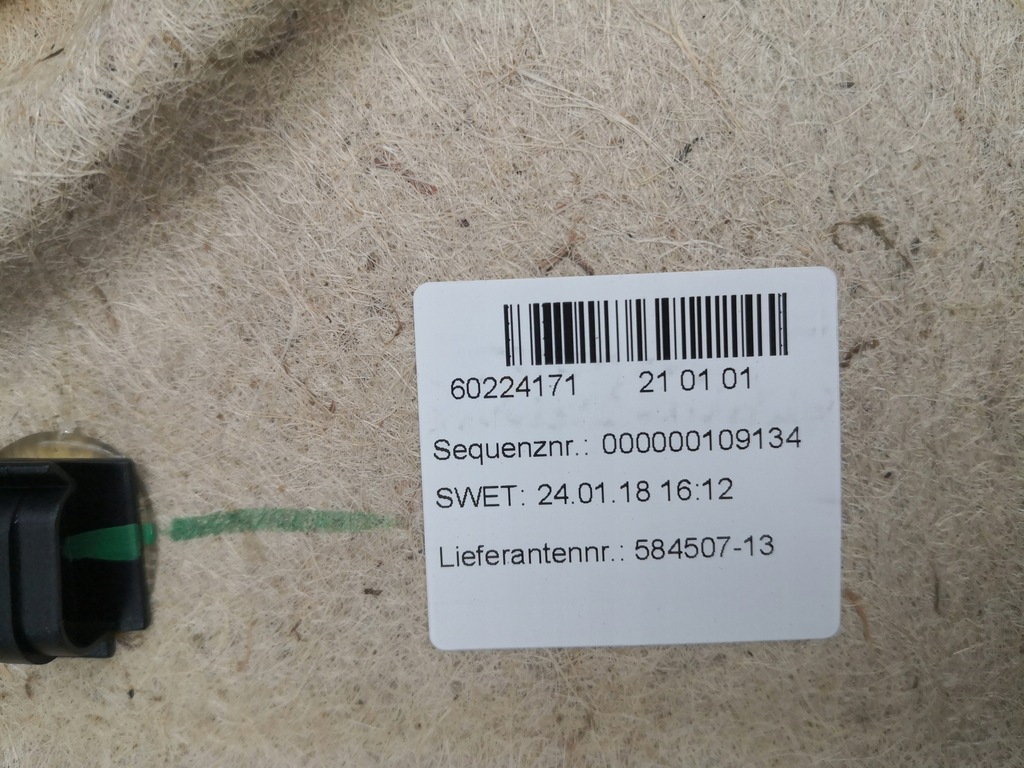 60224171 21 01 01
Sequenznr.: 000000109134
SWET: 24.01.18 16:12
Lieferantennr.: 584507-13